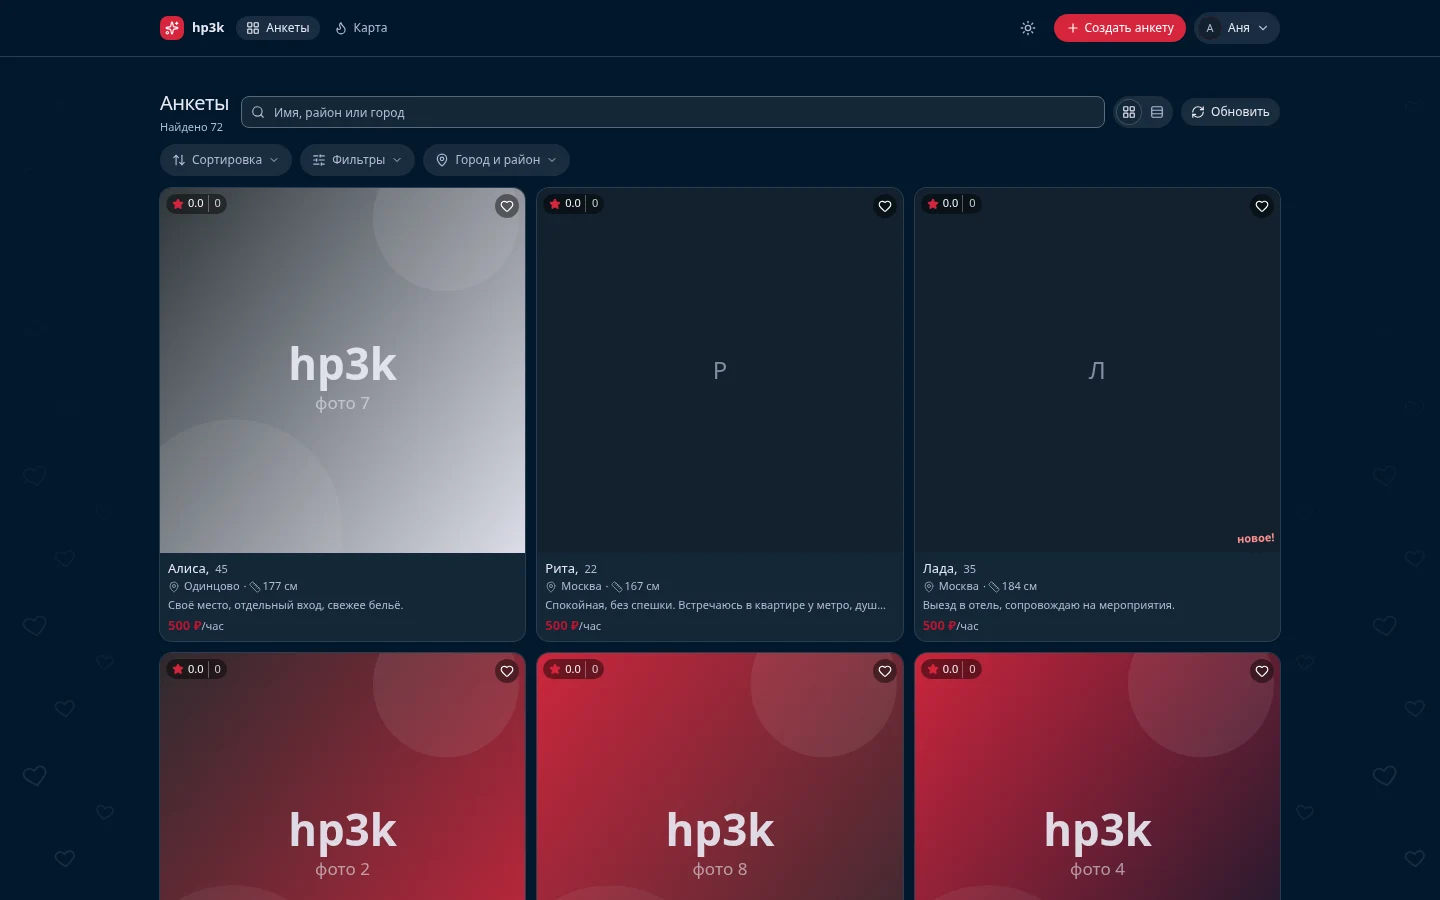 hp3k Анкеты Карта Создать анкету А Аня
Анкеты
Найдено 72
Имя, район или город
Обновить
Сортировка Фильтры Город и район
0.0 0
hp3k
фото 7
Алиса, 45
Одинцово · 177 см
Своё место, отдельный вход, свежее бельё.
500 ₽/час
0.0 0
Р
Рита, 22
Москва · 167 см
Спокойная, без спешки. Встречаюсь в квартире у метро, душ...
500 ₽/час
0.0 0
Л
новое!
Лада, 35
Москва · 184 см
Выезд в отель, сопровождаю на мероприятия.
500 ₽/час
0.0 0
hp3k
фото 2
0.0 0
hp3k
фото 8
0.0 0
hp3k
фото 4